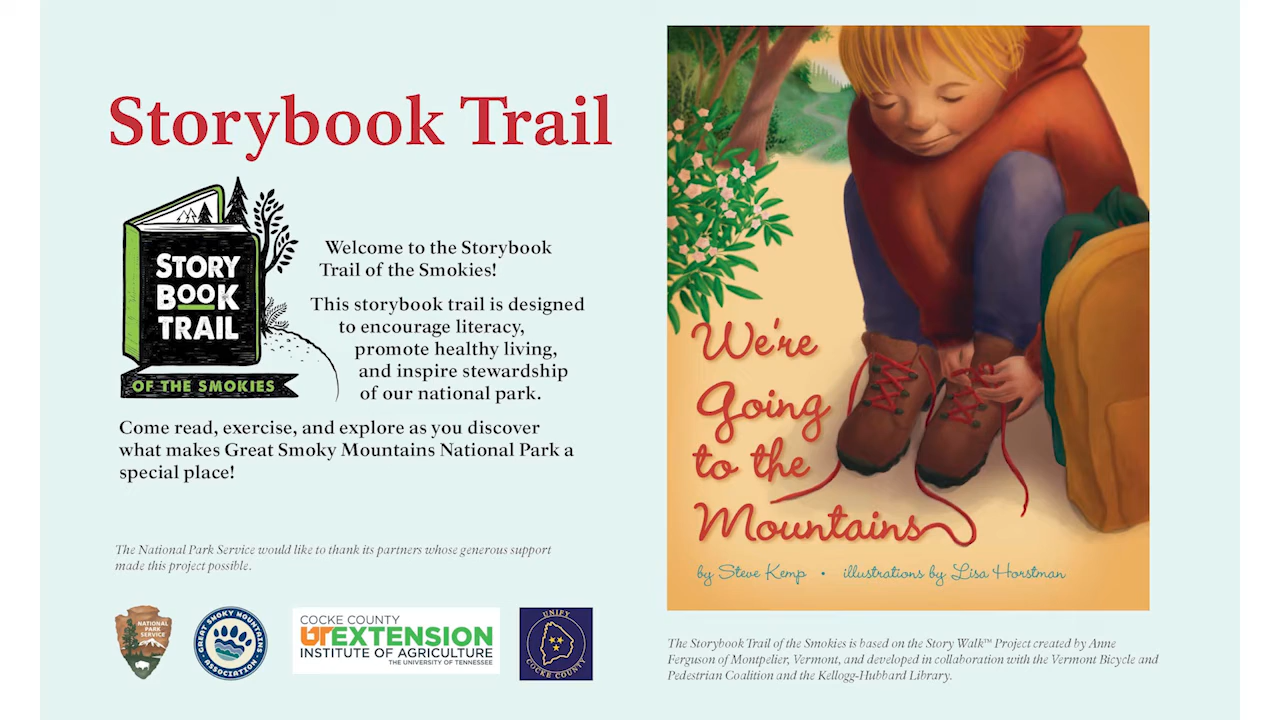 Storybook Trail
STORY
BOOK
TRAIL
OF THE SMOKIES
Welcome to the Storybook
Trail of the Smokies!
This storybook trail is designed
to encourage literacy,
promote healthy living,
and inspire stewardship
of our national park.
Come read, exercise, and explore as you discover
what makes Great Smoky Mountains National Park a
special place!
The National Park Service would like to thank its partners whose generous support
made this project possible.
NATIONAL
PARK
SERVICE
GREAT SMOKY MOUNTAINS
ASSOCIATION
COCKE COUNTY
UT EXTENSION
INSTITUTE OF AGRICULTURE
THE UNIVERSITY OF TENNESSEE
UNIFY
COCKE COUNTY
We're
Going
to the
Mountains
by Steve Kemp • illustrations by Lisa Horstman
The Storybook Trail of the Smokies is based on the Story Walk™ Project created by Anne
Ferguson of Montpelier, Vermont, and developed in collaboration with the Vermont Bicycle and
Pedestrian Coalition and the Kellogg-Hubbard Library.